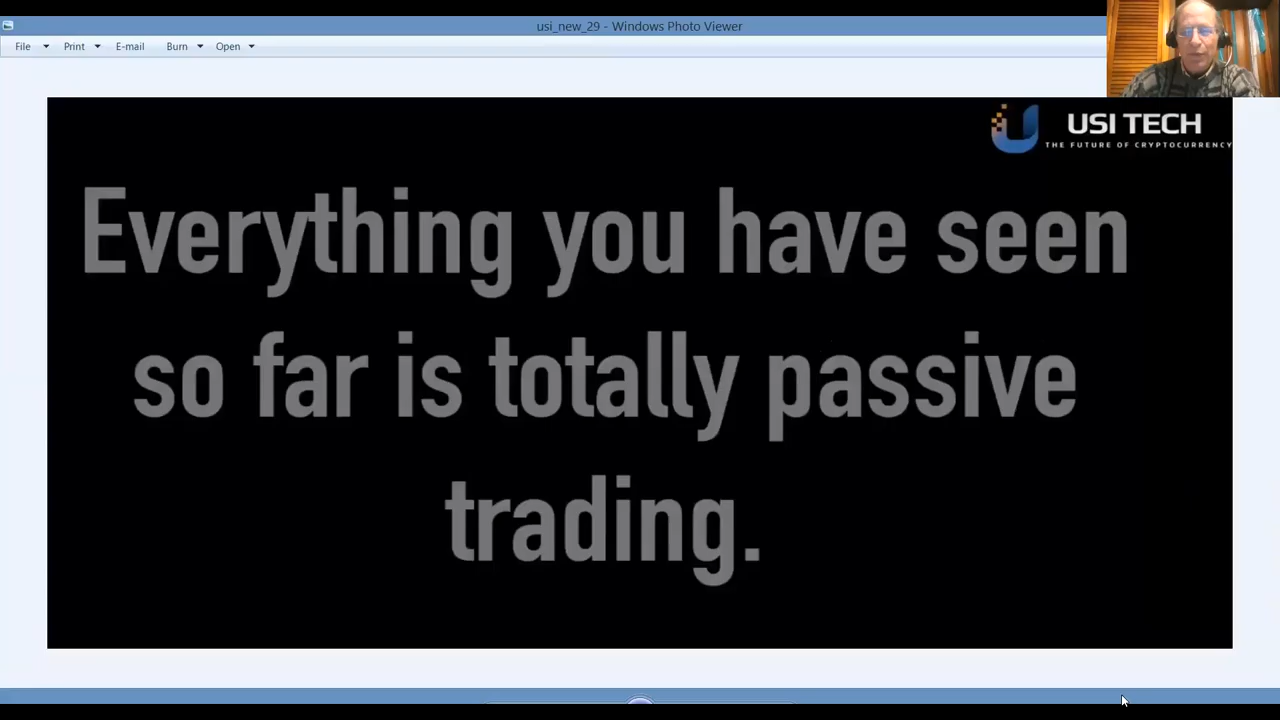 usi_new_29 - Windows Photo Viewer
File Print E-mail Burn Open
USI TECH
THE FUTURE OF CRYPTOCURRENCY
Everything you have seen
so far is totally passive
trading.